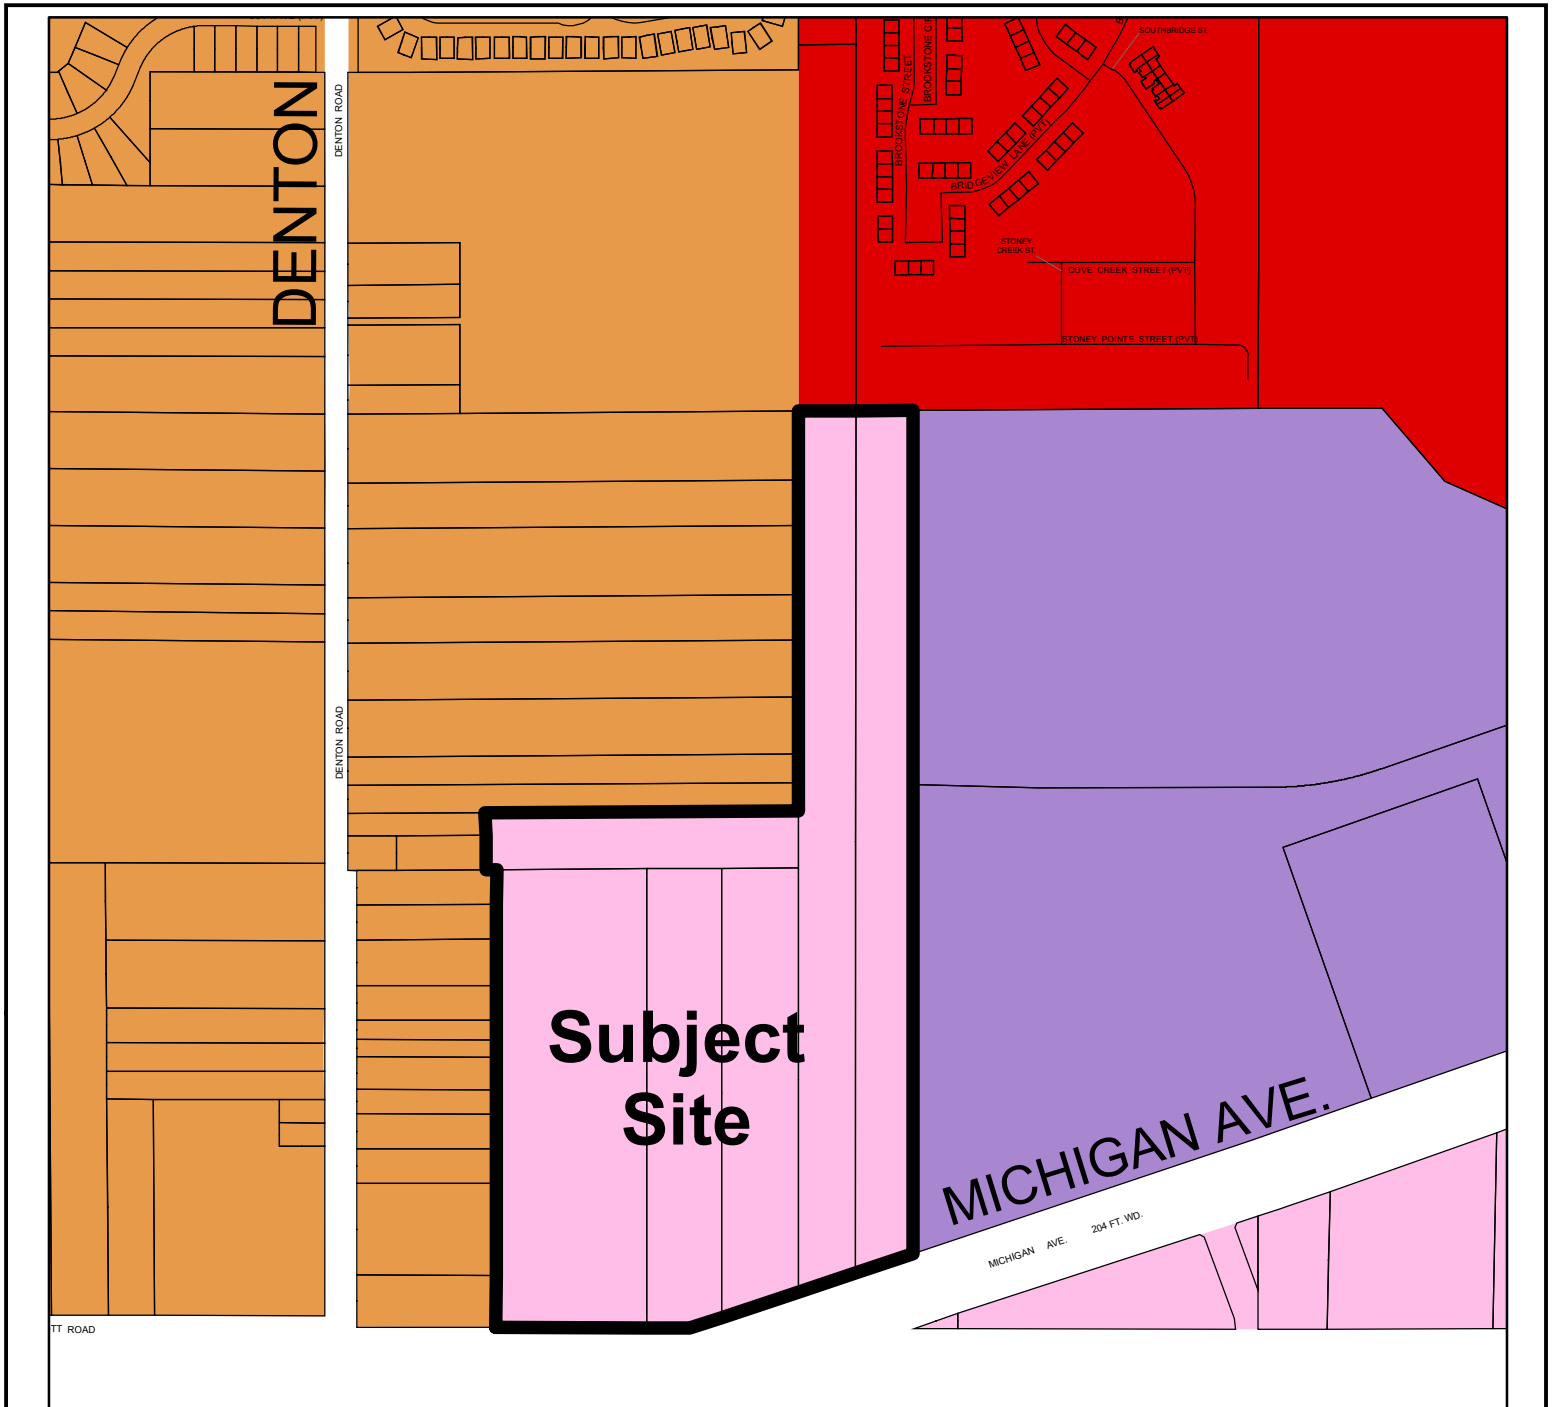 SOUTHBRIDGE ST.
BROOKSTONE CIR
BROOKSTONE STREET
DENTON ROAD
DENTON
BRIDGEVIEW LANE (PVT)
STONEY
CREEK ST.
COVE CREEK STREET (PVT)
STONEY POINTE STREET (PVT)
DENTON ROAD
Subject
Site
MICHIGAN AVE.
MICHIGAN AVE. 204 FT. WD.
TT ROAD